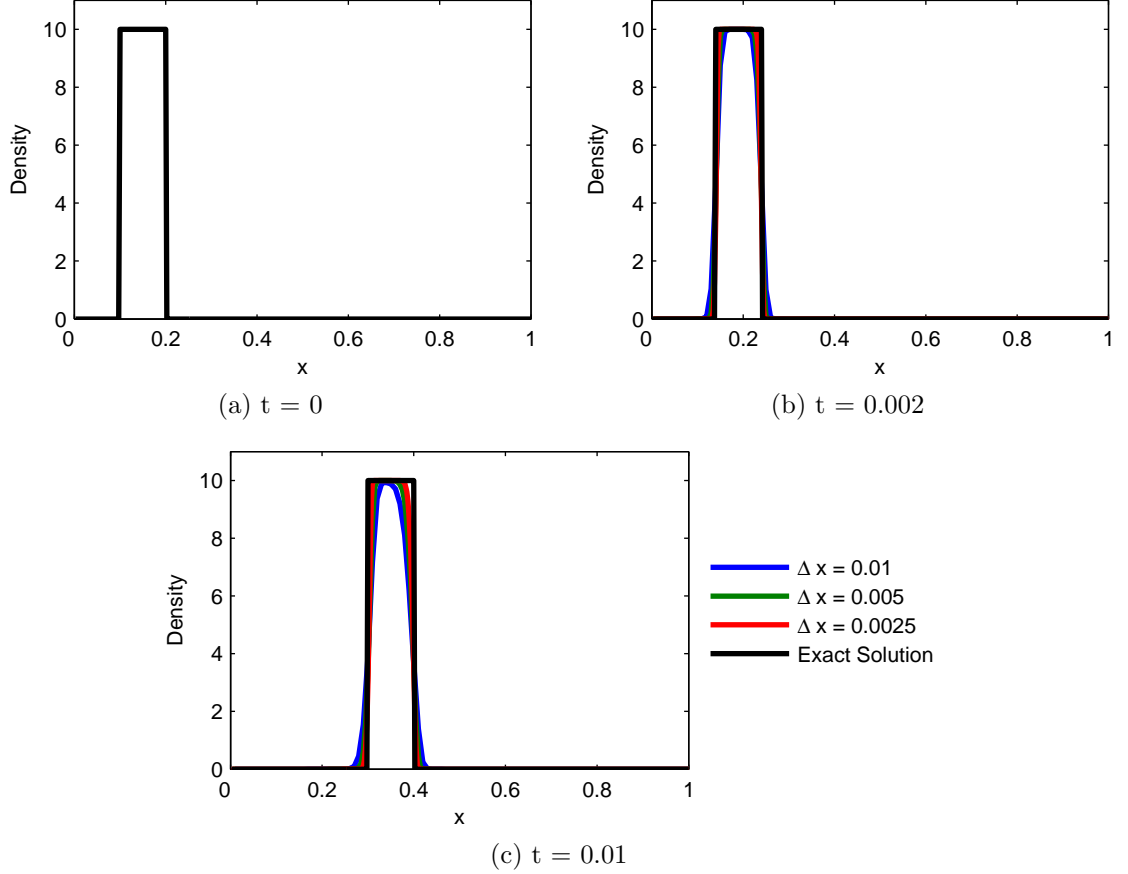 10
8
6
4
2
0
Density
0 0.2 0.4 0.6 0.8 1
x
(a) t = 0
10
8
6
4
2
0
Density
0 0.2 0.4 0.6 0.8 1
x
(b) t = 0.002
10
8
6
4
2
0
Density
0 0.2 0.4 0.6 0.8 1
x
Δ x = 0.01
Δ x = 0.005
Δ x = 0.0025
Exact Solution
(c) t = 0.01